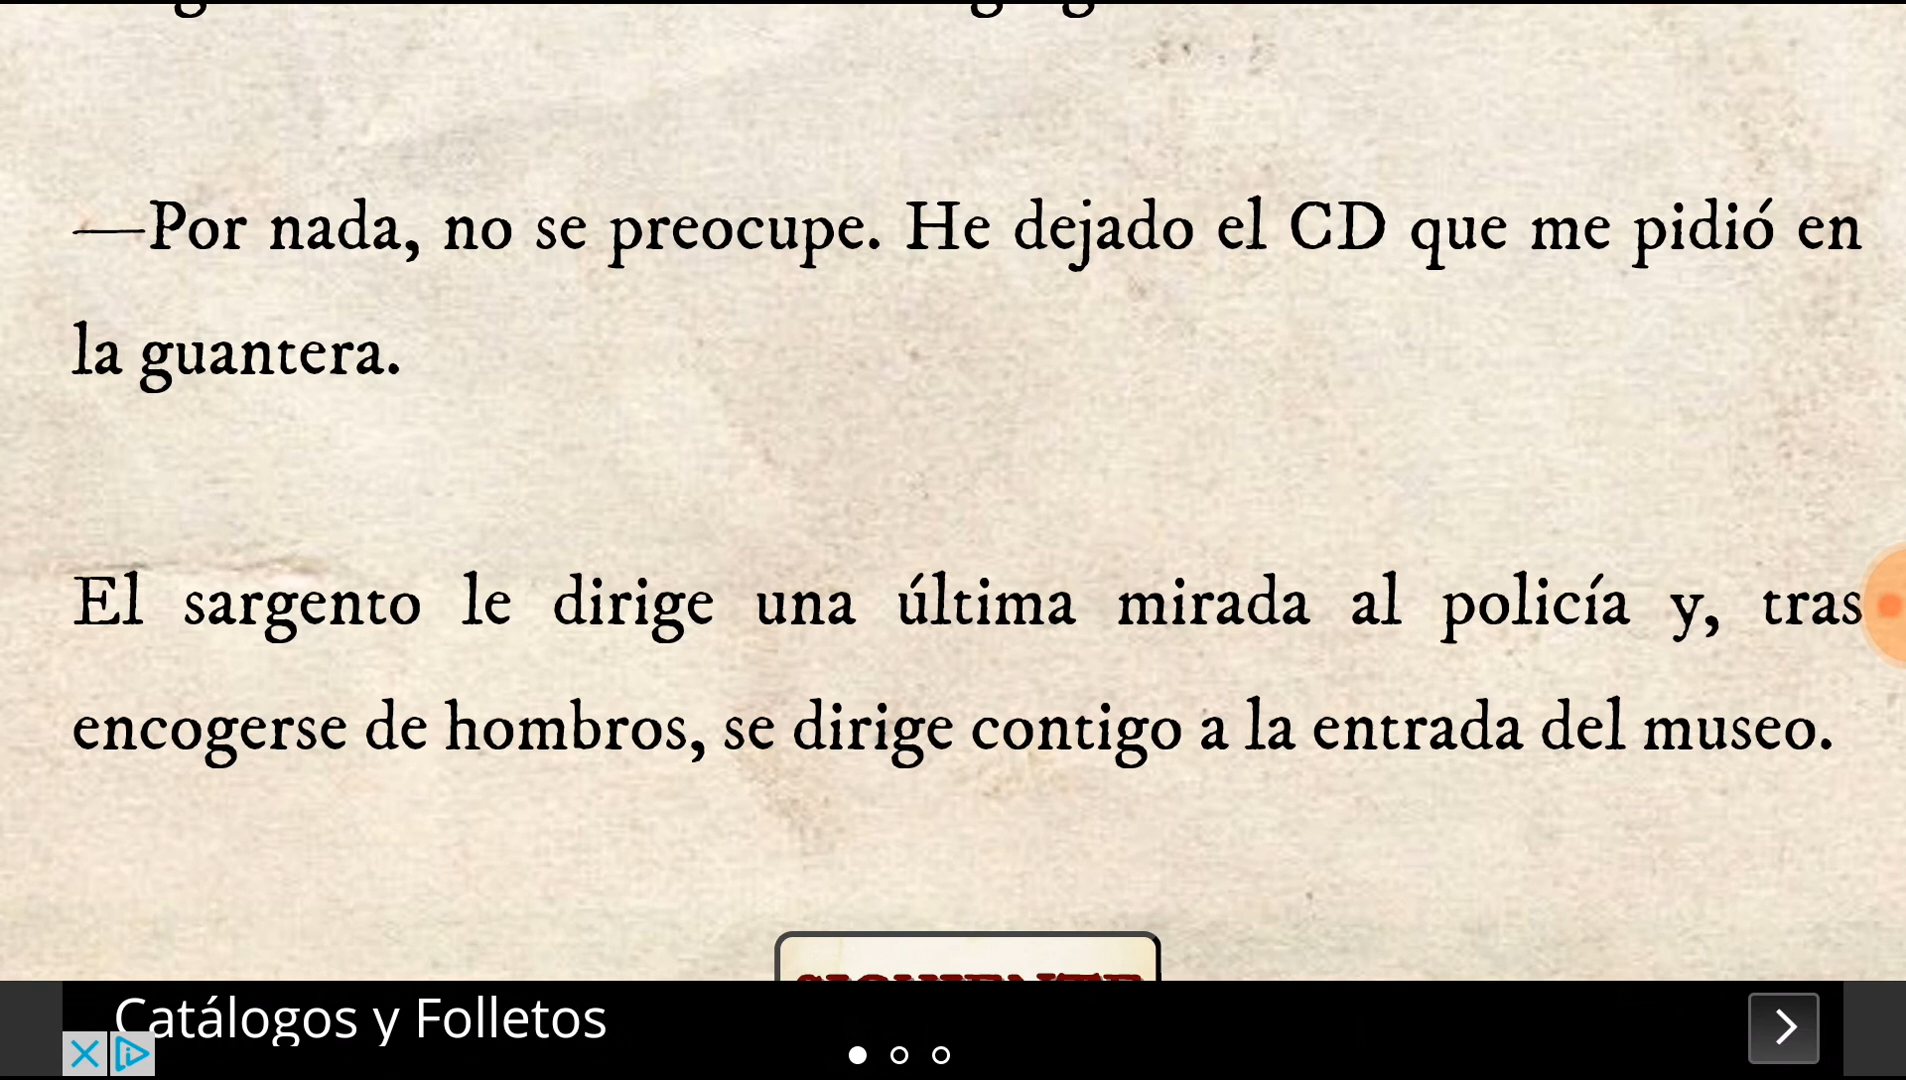 —Por nada, no se preocupe. He dejado el CD que me pidió en
la guantera.
El sargento le dirige una última mirada al policía y, tras
encogerse de hombros, se dirige contigo a la entrada del museo.
SIGUIENTE
Catálogos y Folletos